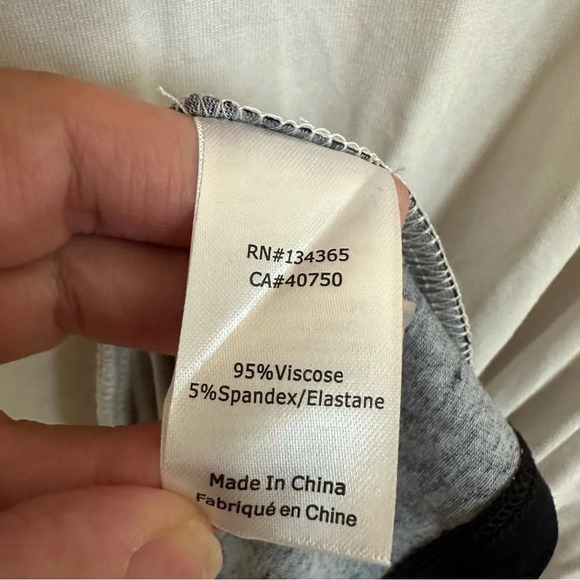 RN#134365
CA#40750
95%Viscose
5%Spandex/Elastane
Made In China
Fabriqué en Chine